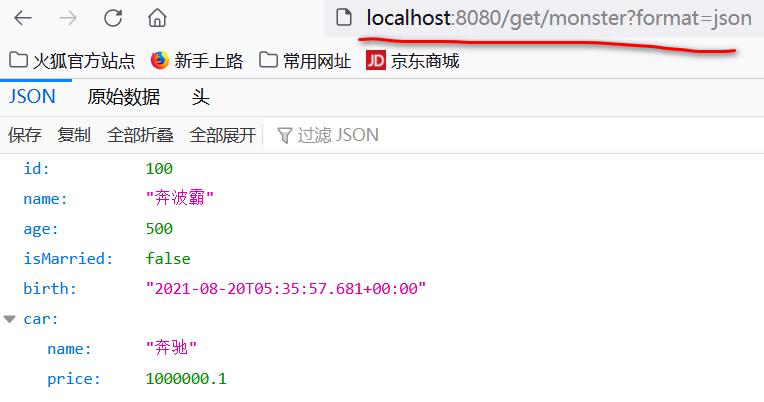 localhost:8080/get/monster?format=json
火狐官方站点 新手上路 常用网址 JD 京东商城
JSON 原始数据 头
保存 复制 全部折叠 全部展开 过滤 JSON
id: 100
name: "奔波霸"
age: 500
isMarried: false
birth: "2021-08-20T05:35:57.681+00:00"
car:
name: "奔驰"
price: 1000000.1